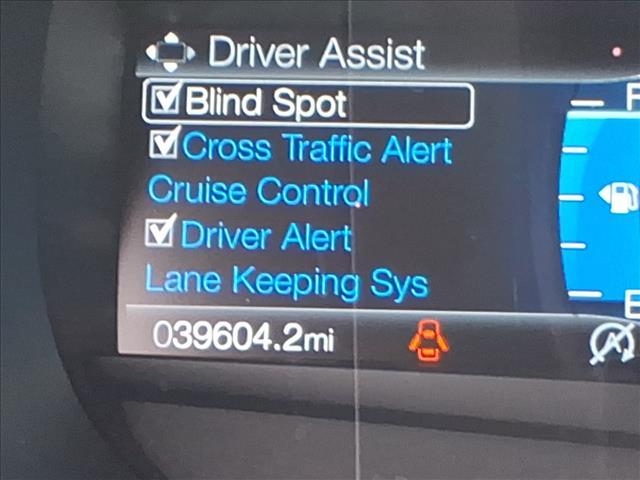 Driver Assist
Blind Spot
Cross Traffic Alert
Cruise Control
Driver Alert
Lane Keeping Sys
039604.2mi
F
E
A